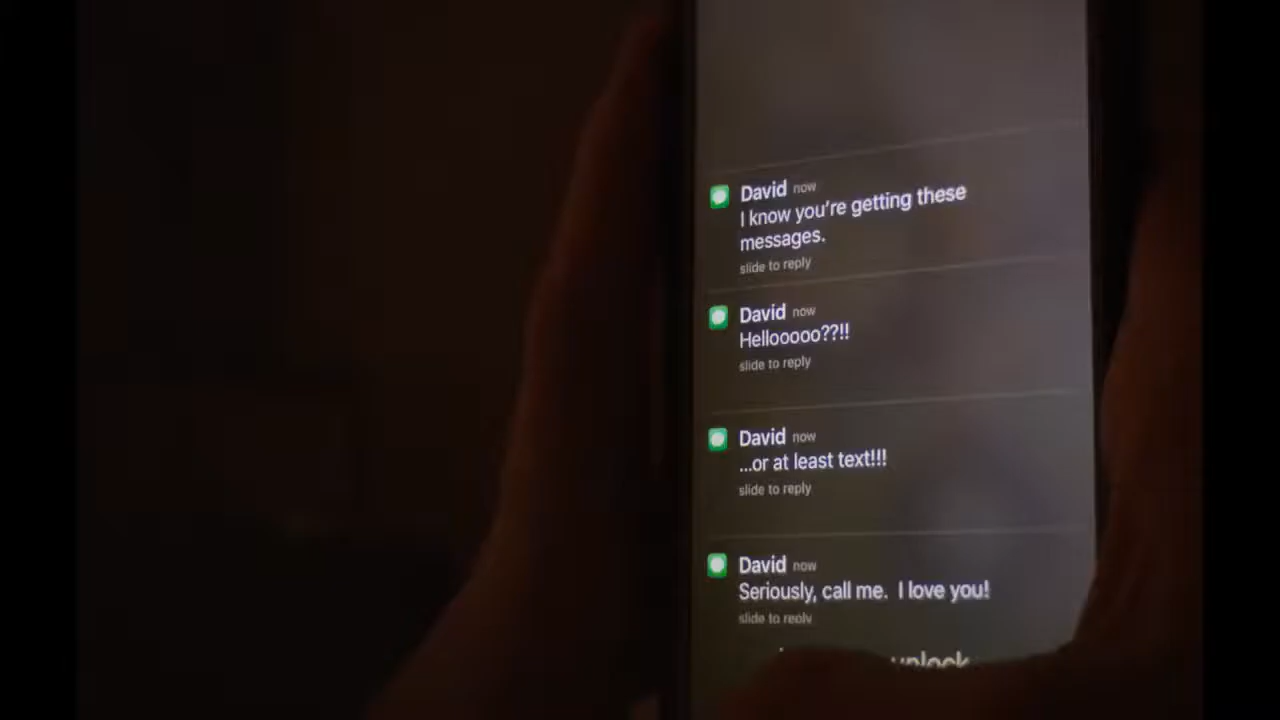 David now
I know you're getting these
messages.
slide to reply
David now
Hellooooo??!!
slide to reply
David now
...or at least text!!!
slide to reply
David now
Seriously, call me.  I love you!
slide to reply
unlock